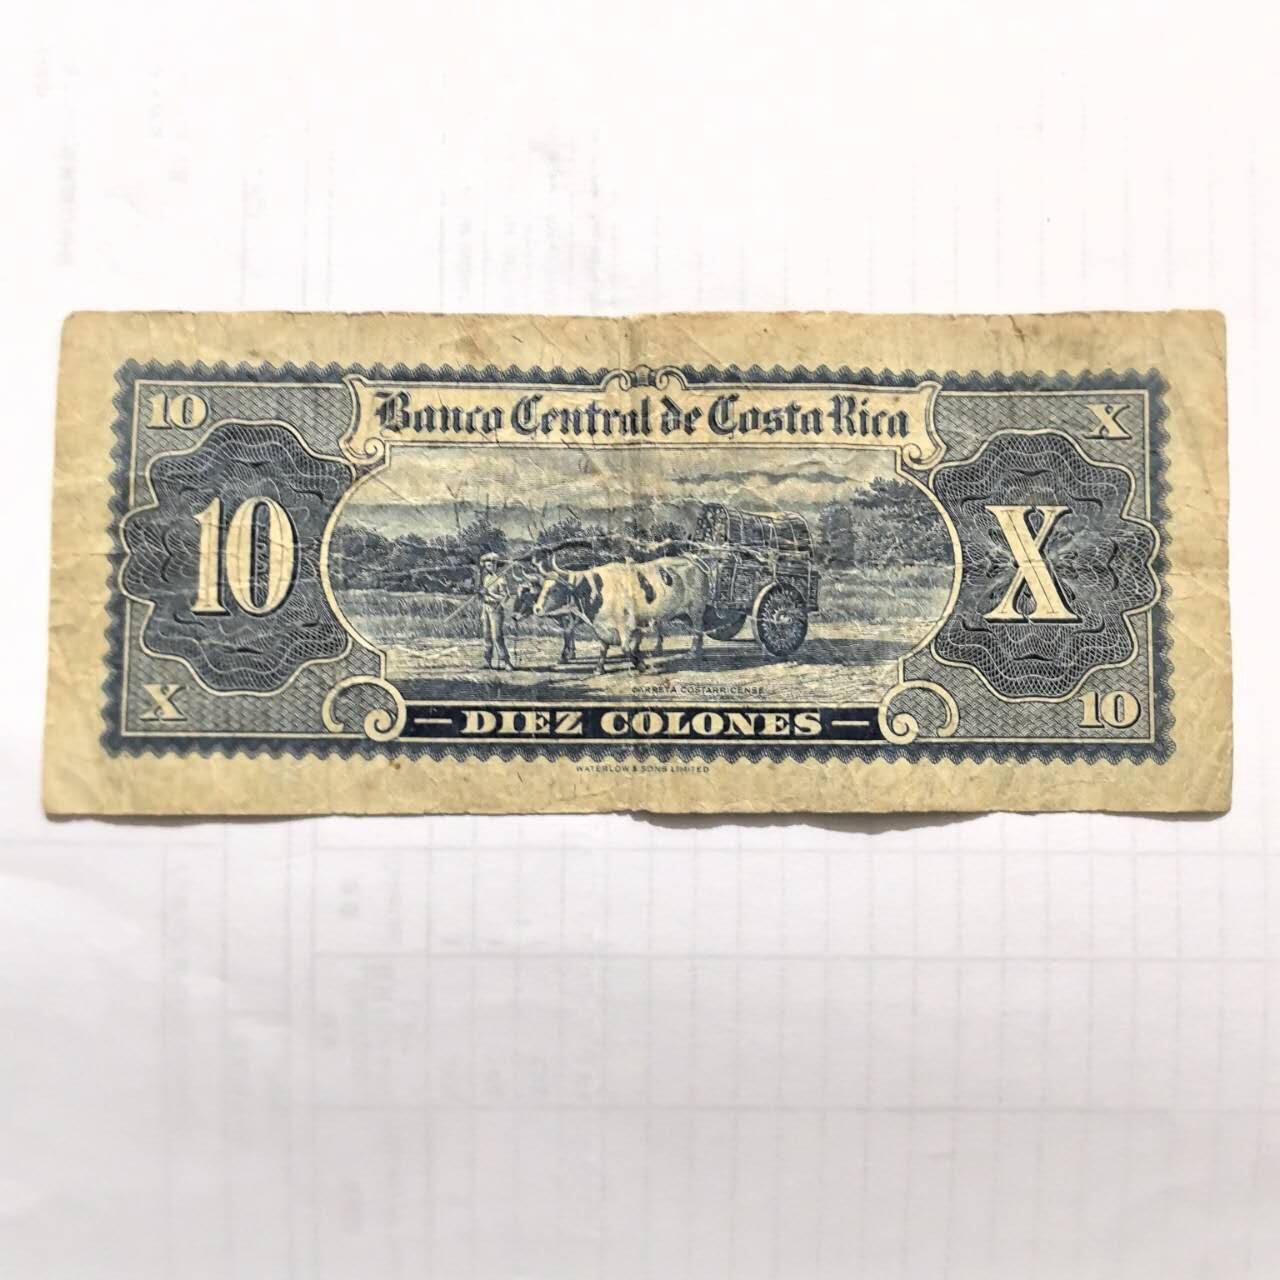 Banco Central de Costa Rica
10 X
10 X
CARRETA COSTARRICENSE
X 10
— DIEZ COLONES —
WATERLOW & SONS LIMITED